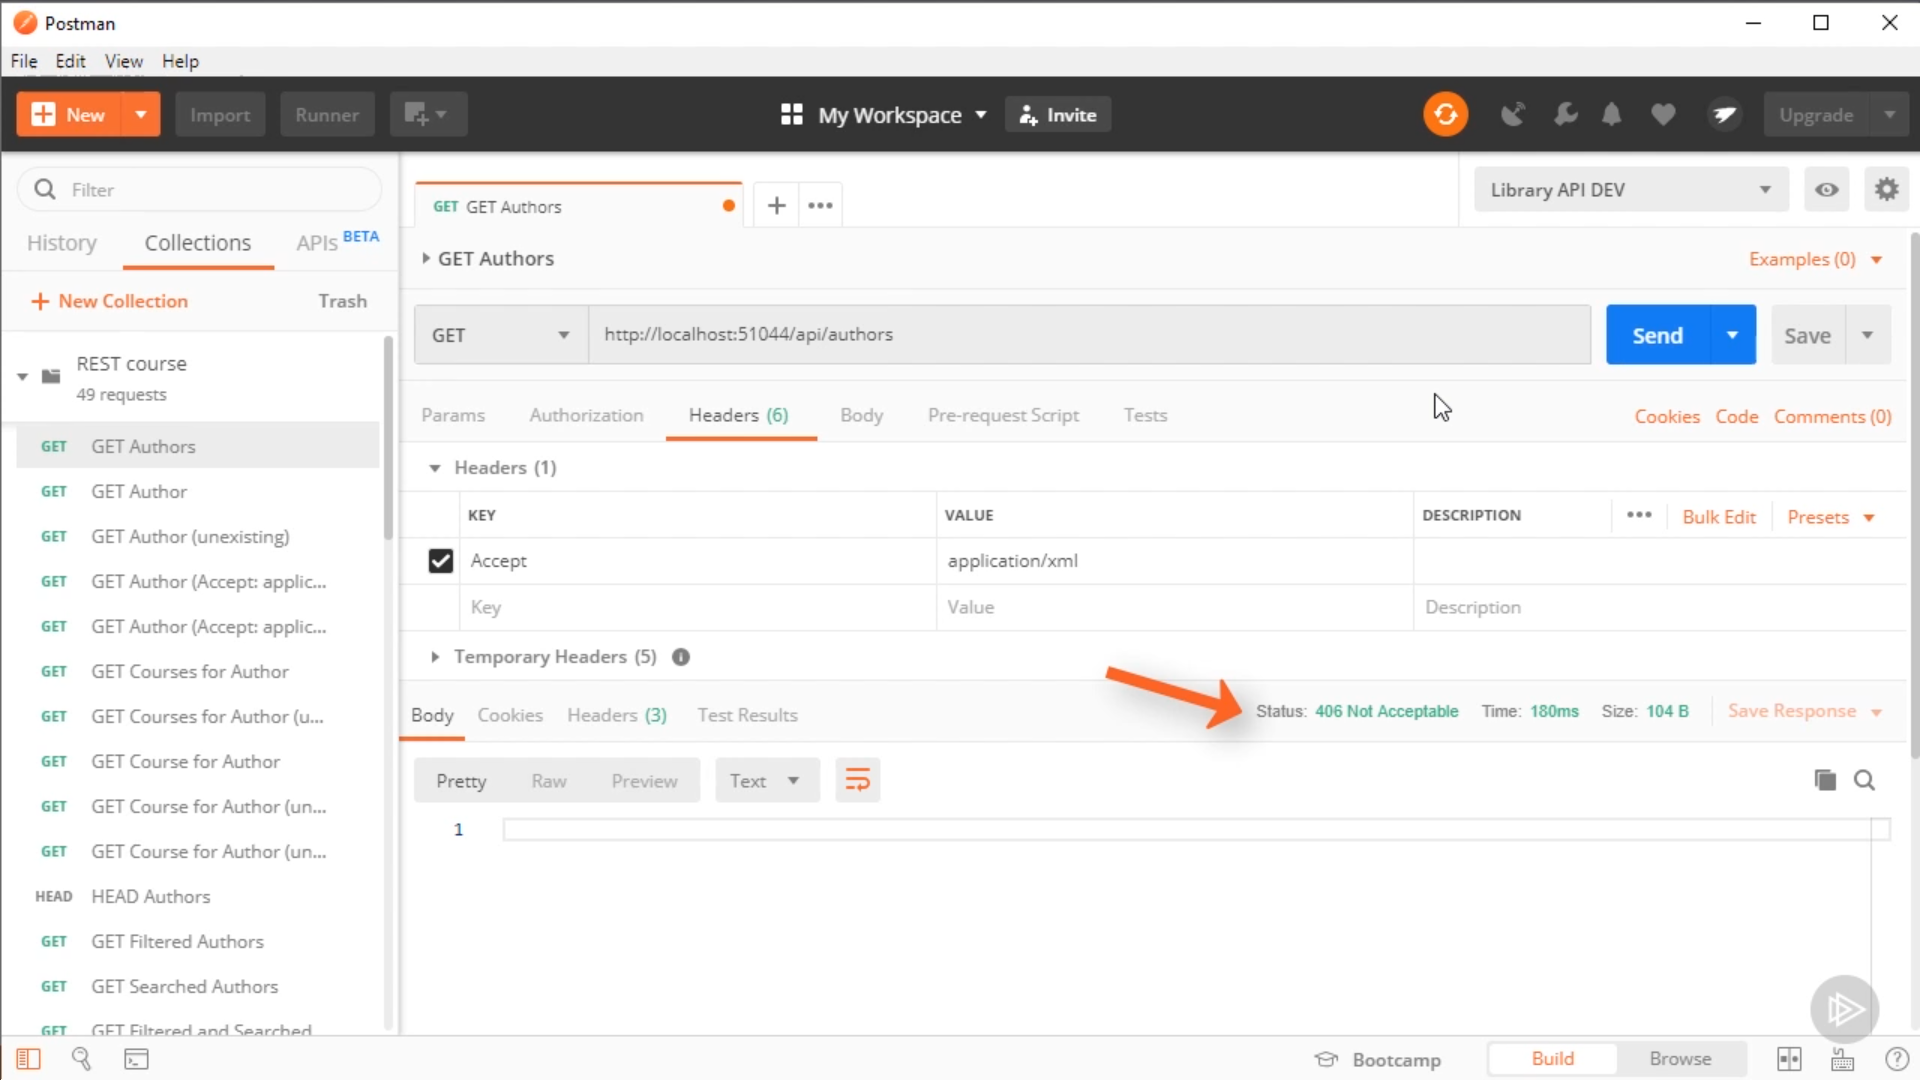 Postman
File Edit View Help
New Import Runner My Workspace Invite Upgrade
Filter
History Collections APIs BETA
New Collection Trash
REST course
49 requests
GET GET Authors
GET GET Author
GET GET Author (unexisting)
GET GET Author (Accept: applic...
GET GET Author (Accept: applic...
GET GET Courses for Author
GET GET Courses for Author (u...
GET GET Course for Author
GET GET Course for Author (un...
GET GET Course for Author (un...
HEAD HEAD Authors
GET GET Filtered Authors
GET GET Searched Authors
GET GET Filtered and Searched
GET GET Authors
Library API DEV
GET Authors
Examples (0)
GET http://localhost:51044/api/authors Send Save
Params Authorization Headers (6) Body Pre-request Script Tests Cookies Code Comments (0)
Headers (1)
KEY VALUE DESCRIPTION Bulk Edit Presets
Accept application/xml
Key Value Description
Temporary Headers (5)
Body Cookies Headers (3) Test Results Status: 406 Not Acceptable Time: 180ms Size: 104 B Save Response
Pretty Raw Preview Text
1
Bootcamp Build Browse